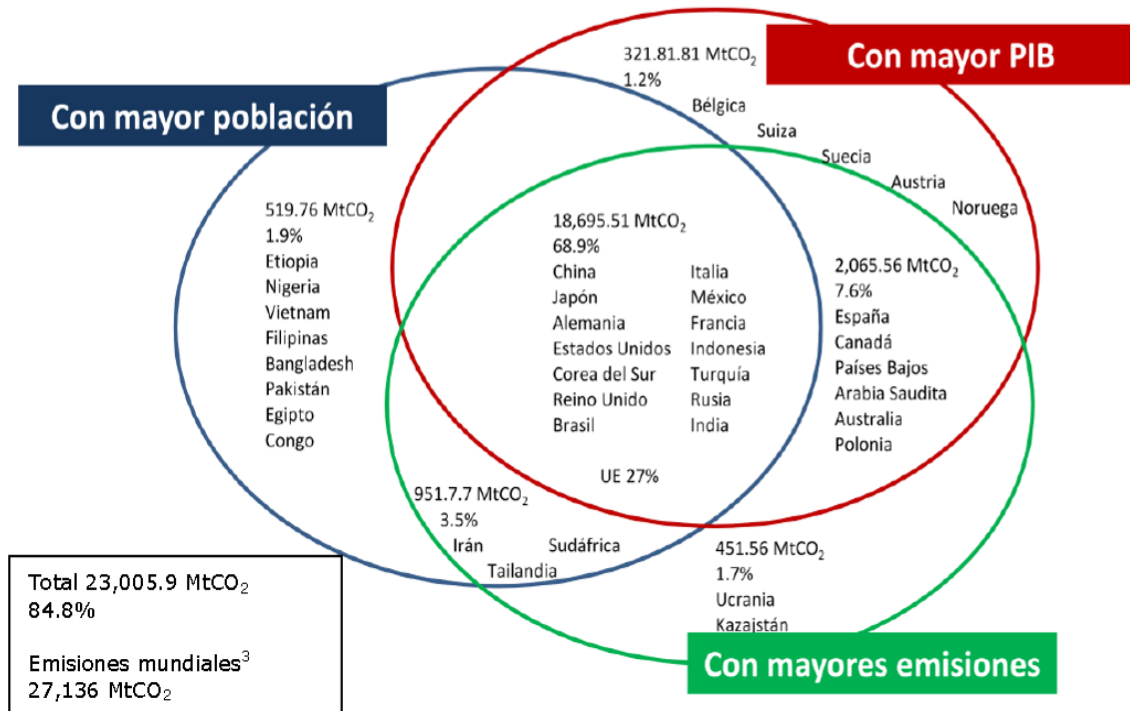 Con mayor población
Con mayor PIB
321.81.81 MtCO₂
1.2%
Bélgica
Suiza
Suecia
Austria
Noruega
519.76 MtCO₂
1.9%
Etiopia
Nigeria
Vietnam
Filipinas
Bangladesh
Pakistán
Egipto
Congo
18,695.51 MtCO₂
68.9%
China Italia
Japón México
Alemania Francia
Estados Unidos Indonesia
Corea del Sur Turquía
Reino Unido Rusia
Brasil India
UE 27%
2,065.56 MtCO₂
7.6%
España
Canadá
Países Bajos
Arabia Saudita
Australia
Polonia
951.7.7 MtCO₂
3.5%
Irán Sudáfrica
Tailandia
451.56 MtCO₂
1.7%
Ucrania
Kazajstán
Con mayores emisiones
Total 23,005.9 MtCO₂
84.8%
Emisiones mundiales³
27,136 MtCO₂